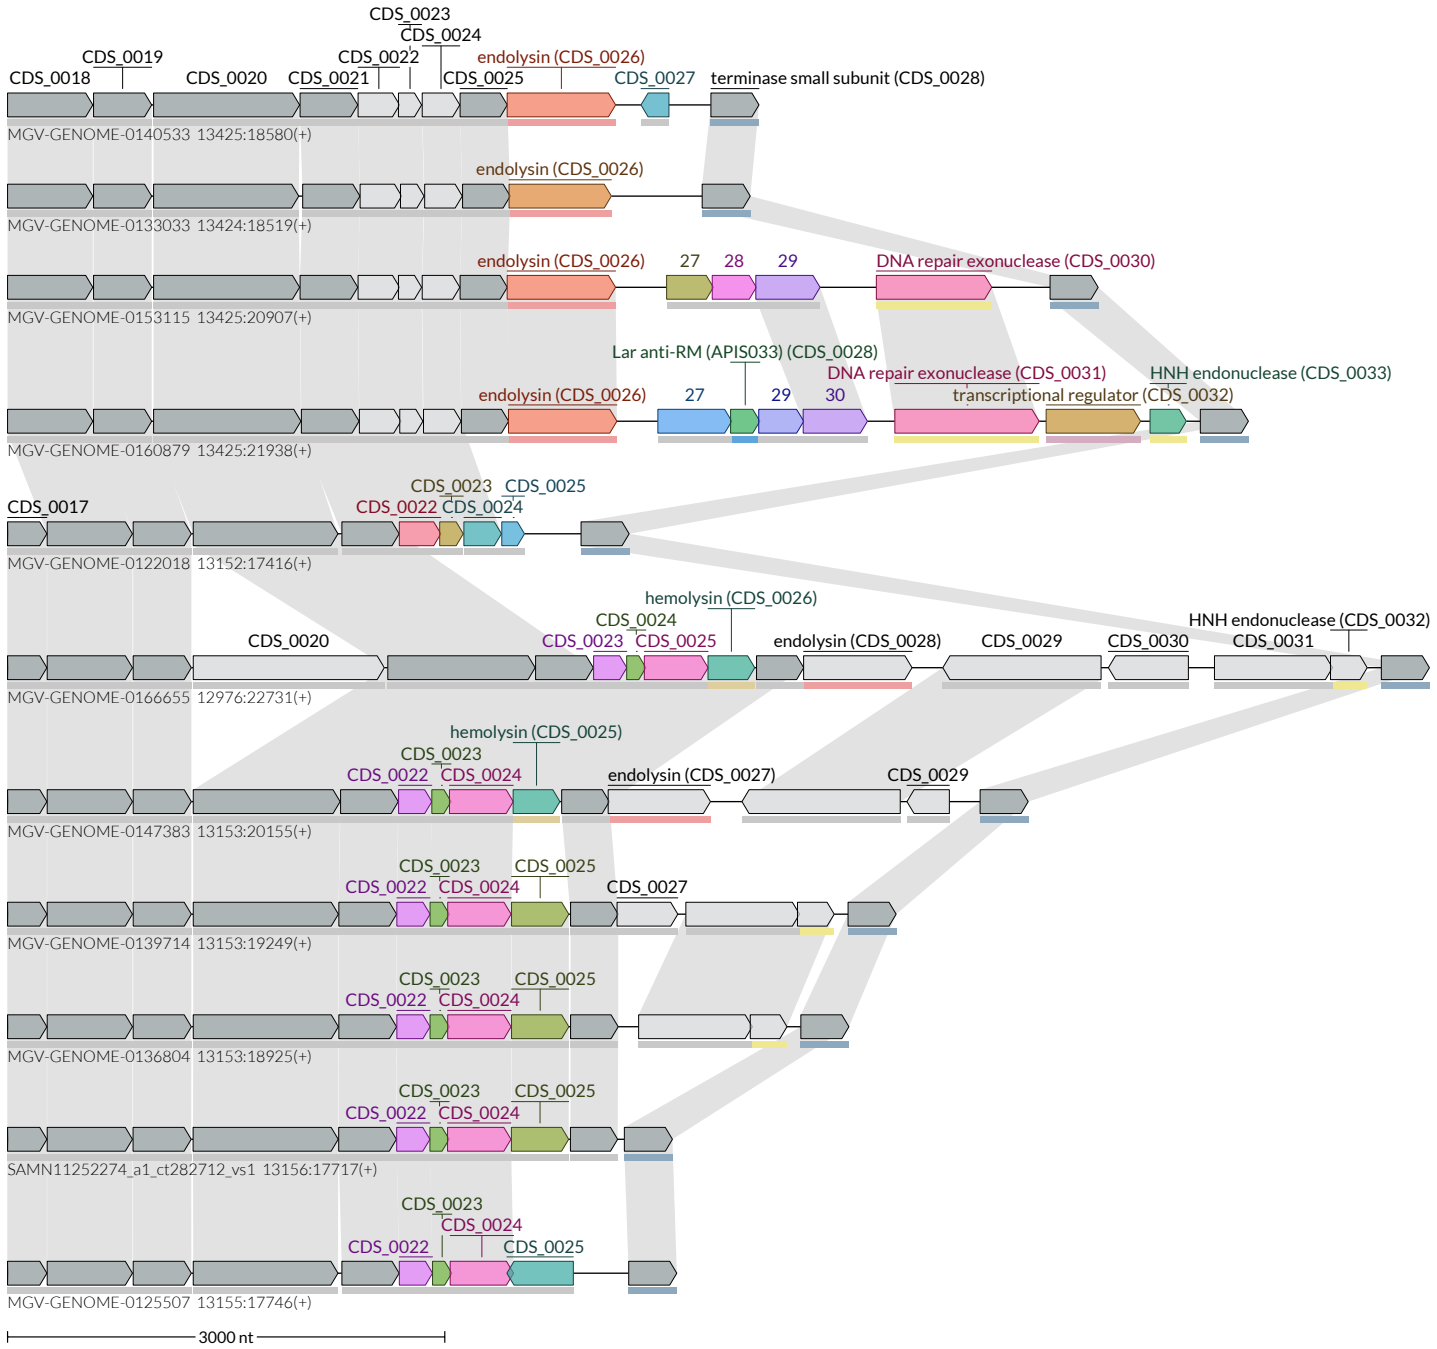 CDS_0023
CDS_0024
CDS_0019 CDS_0022 endolysin (CDS_0026)
CDS_0018 CDS_0020 CDS_0021 CDS_0025 CDS_0027 terminase small subunit (CDS_0028)
MGV-GENOME-0140533 13425:18580(+)
endolysin (CDS_0026)
MGV-GENOME-0133033 13424:18519(+)
endolysin (CDS_0026) 27 28 29 DNA repair exonuclease (CDS_0030)
MGV-GENOME-0153115 13425:20907(+)
Lar anti-RM (APIS033) (CDS_0028)
DNA repair exonuclease (CDS_0031) HNH endonuclease (CDS_0033)
endolysin (CDS_0026) 27 29 30 transcriptional regulator (CDS_0032)
MGV-GENOME-0160879 13425:21938(+)
CDS_0023 CDS_0025
CDS_0017 CDS_0022 CDS_0024
MGV-GENOME-0122018 13152:17416(+)
hemolysin (CDS_0026)
CDS_0024 HNH endonuclease (CDS_0032)
CDS_0020 CDS_0023 CDS_0025 endolysin (CDS_0028) CDS_0029 CDS_0030 CDS_0031
MGV-GENOME-0166655 12976:22731(+)
hemolysin (CDS_0025)
CDS_0023
CDS_0022 CDS_0024 endolysin (CDS_0027) CDS_0029
MGV-GENOME-0147383 13153:20155(+)
CDS_0023 CDS_0025
CDS_0022 CDS_0024 CDS_0027
MGV-GENOME-0139714 13153:19249(+)
CDS_0023 CDS_0025
CDS_0022 CDS_0024
MGV-GENOME-0136804 13153:18925(+)
CDS_0023 CDS_0025
CDS_0022 CDS_0024
SAMN11252274_a1_ct282712_vs1 13156:17717(+)
CDS_0023
CDS_0024
CDS_0022 CDS_0025
MGV-GENOME-0125507 13155:17746(+)
3000 nt